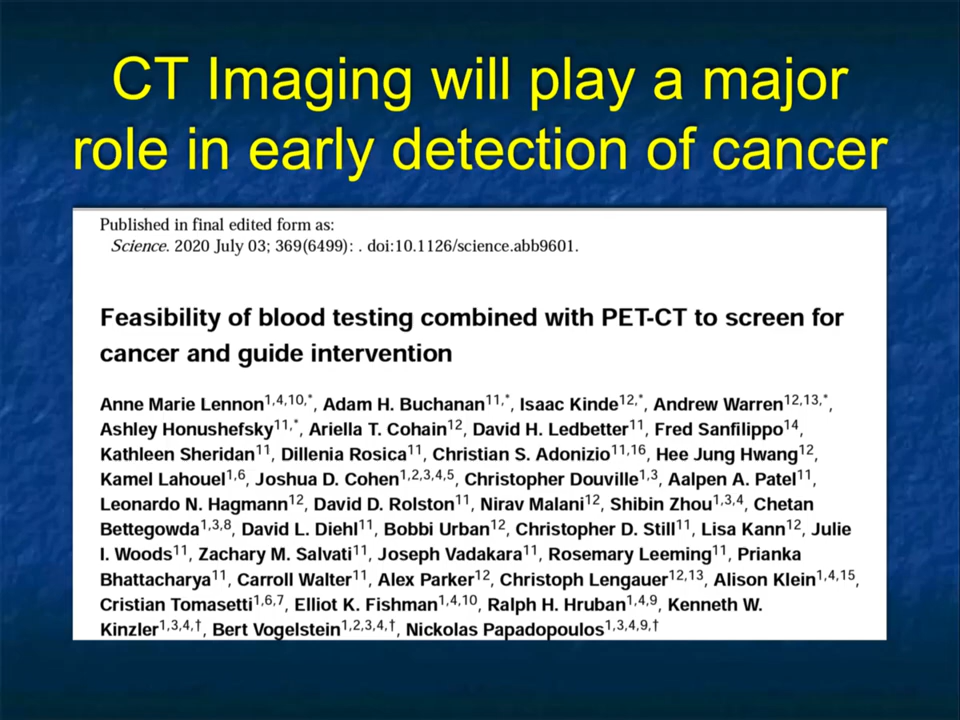 CT Imaging will play a major
role in early detection of cancer
Published in final edited form as:
Science. 2020 July 03; 369(6499): . doi:10.1126/science.abb9601.
Feasibility of blood testing combined with PET-CT to screen for
cancer and guide intervention
Anne Marie Lennon1,4,10,*, Adam H. Buchanan11,*, Isaac Kinde12,*, Andrew Warren12,13,*,
Ashley Honushefsky11,*, Ariella T. Cohain12, David H. Ledbetter11, Fred Sanfilippo14,
Kathleen Sheridan11, Dillenia Rosica11, Christian S. Adonizio11,16, Hee Jung Hwang12,
Kamel Lahouel1,6, Joshua D. Cohen1,2,3,4,5, Christopher Douville1,3, Aalpen A. Patel11,
Leonardo N. Hagmann12, David D. Rolston11, Nirav Malani12, Shibin Zhou1,3,4, Chetan
Bettegowda1,3,8, David L. Diehl11, Bobbi Urban12, Christopher D. Still11, Lisa Kann12, Julie
I. Woods11, Zachary M. Salvati11, Joseph Vadakara11, Rosemary Leeming11, Prianka
Bhattacharya11, Carroll Walter11, Alex Parker12, Christoph Lengauer12,13, Alison Klein1,4,15,
Cristian Tomasetti1,6,7, Elliot K. Fishman1,4,10, Ralph H. Hruban1,4,9, Kenneth W.
Kinzler1,3,4,†, Bert Vogelstein1,2,3,4,†, Nickolas Papadopoulos1,3,4,9,†